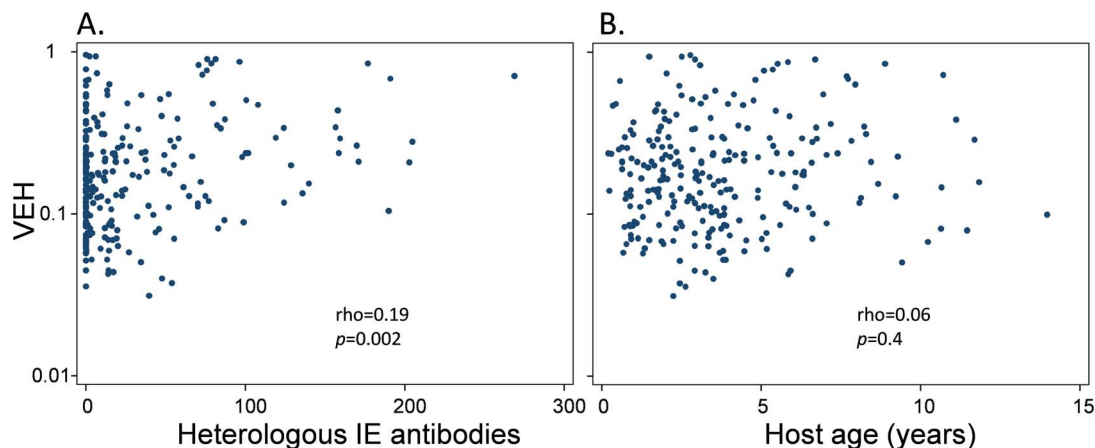 A.
B.
1
0.1
0.01
VEH
rho=0.19
p=0.002
rho=0.06
p=0.4
0 100 200 300
0 5 10 15
Heterologous IE antibodies
Host age (years)